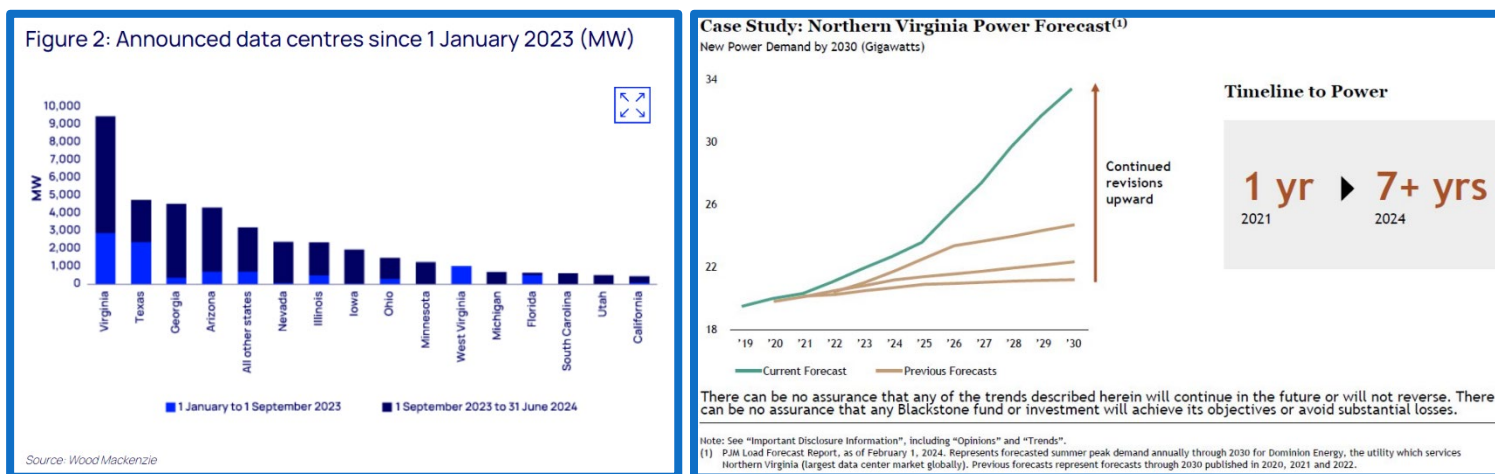 Figure 2: Announced data centres since 1 January 2023 (MW)
10,000
9,000
8,000
7,000
6,000
5,000
4,000
3,000
2,000
1,000
0
MW
Virginia
Texas
Georgia
Arizona
All other states
Nevada
Illinois
Iowa
Ohio
Minnesota
West Virginia
Michigan
Florida
South Carolina
Utah
California
1 January to 1 September 2023
1 September 2023 to 31 June 2024
Source: Wood Mackenzie
Case Study: Northern Virginia Power Forecast(1)
New Power Demand by 2030 (Gigawatts)
34
30
26
22
18
'19 '20 '21 '22 '23 '24 '25 '26 '27 '28 '29 '30
Continued
revisions
upward
Current Forecast Previous Forecasts
Timeline to Power
1 yr 7+ yrs
2021 2024
There can be no assurance that any of the trends described herein will continue in the future or will not reverse. There
can be no assurance that any Blackstone fund or investment will achieve its objectives or avoid substantial losses.
Note: See “Important Disclosure Information”, including “Opinions” and “Trends”.
(1) PJM Load Forecast Report, as of February 1, 2024. Represents forecasted summer peak demand annually through 2030 for Dominion Energy, the utility which services
Northern Virginia (largest data center market globally). Previous forecasts represent forecasts through 2030 published in 2020, 2021 and 2022.